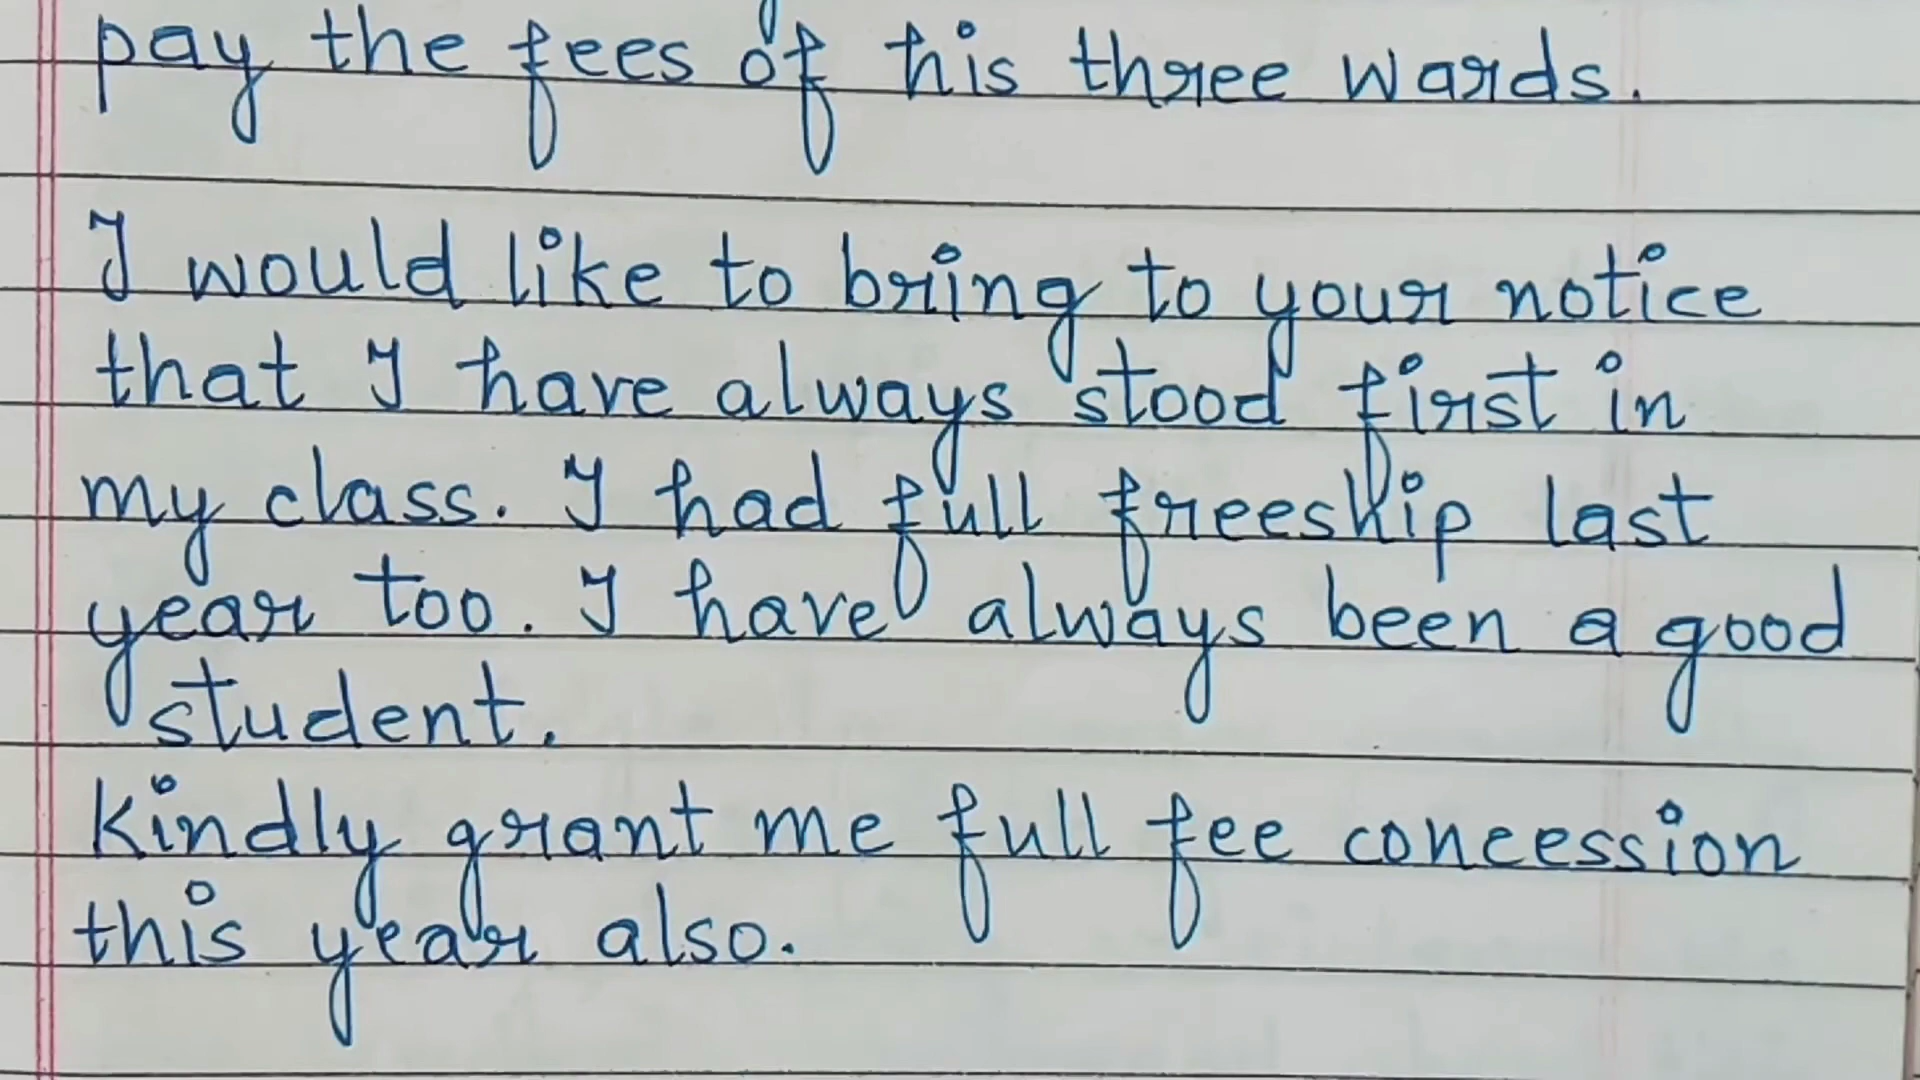 pay the fees of his three wards.
I would like to bring to your notice
that I have always stood first in
my class. I had full freeship last
year too. I have always been a good
student.
Kindly grant me full fee concession
this year also.